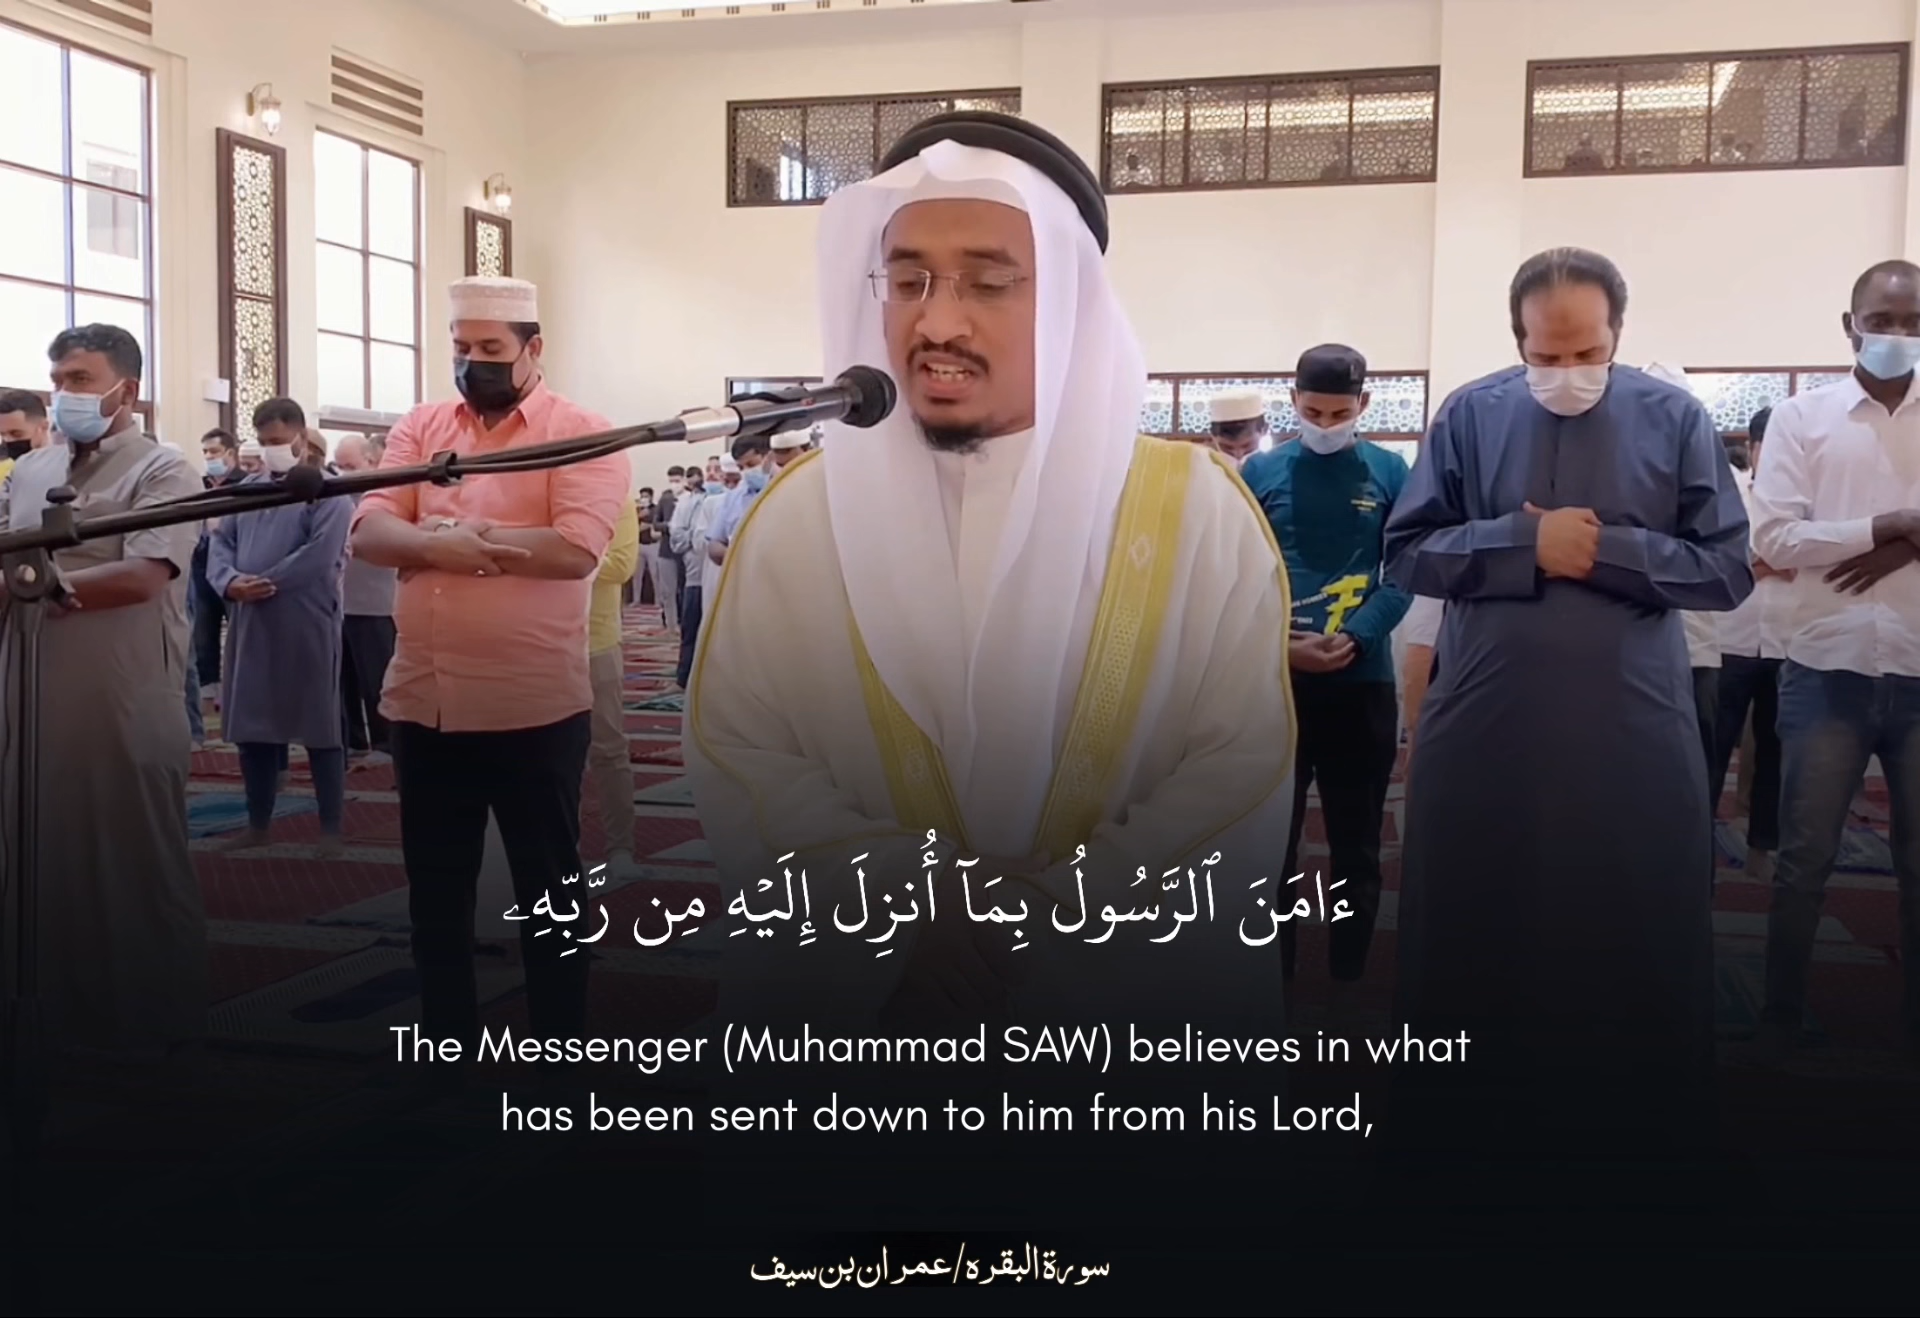 ءَامَنَ ٱلرَّسُولُ بِمَآ أُنزِلَ إِلَيْهِ مِن رَّبِّهِۦ
The Messenger (Muhammad SAW) believes in what
has been sent down to him from his Lord,
سورة البقره/عمران بن سيف